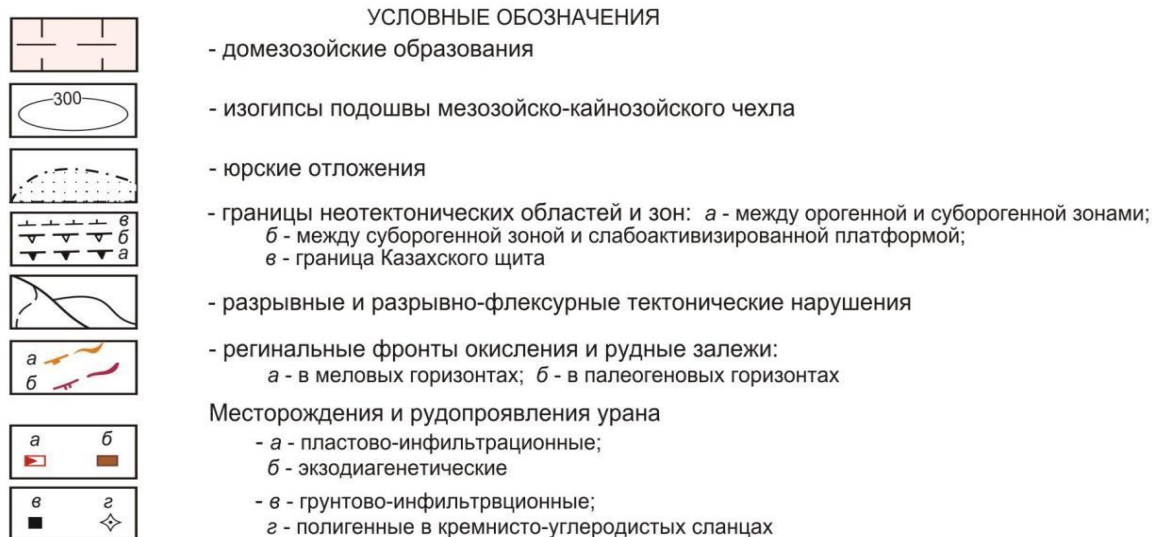 УСЛОВНЫЕ ОБОЗНАЧЕНИЯ
- домезозойские образования
300
- изогипсы подошвы мезозойско-кайнозойского чехла
- юрские отложения
- границы неотектонических областей и зон: а - между орогенной и суборогенной зонами;
в
б - между суборогенной зоной и слабоактивизированной платформой;
б
в - граница Казахского щита
а
- разрывные и разрывно-флексурные тектонические нарушения
- региналь­ные фронты окисления и рудные залежи:
а
а - в меловых горизонтах; б - в палеогеновых горизонтах
б
Месторождения и рудопроявления урана
а б
- а - пластово-инфильтрационные;
б - экзодиагенетические
в г
- в - грунтово-инфильтрвционные;
г - полигенные в кремнисто-углеродистых сланцах